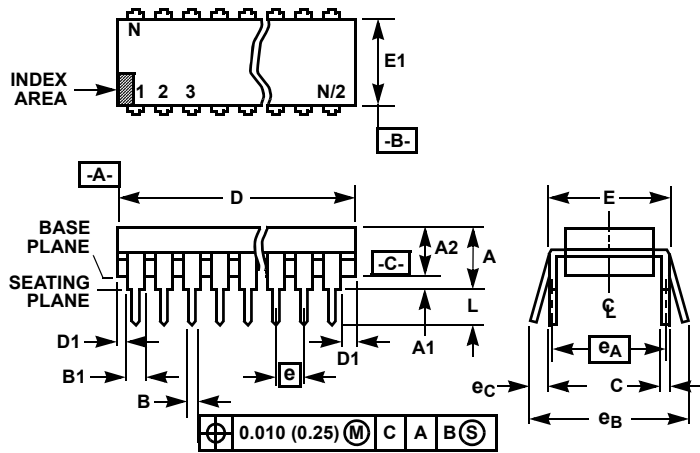 N
E1
INDEX
AREA
1 2 3 N/2
-B-
-A-
D
E
BASE
PLANE
A2
A
-C-
SEATING
PLANE
L
C
L
D1
A1
D1
e
eA
B1
eC
C
B
eB
⌖ 0.010 (0.25) Ⓜ C A B Ⓢ